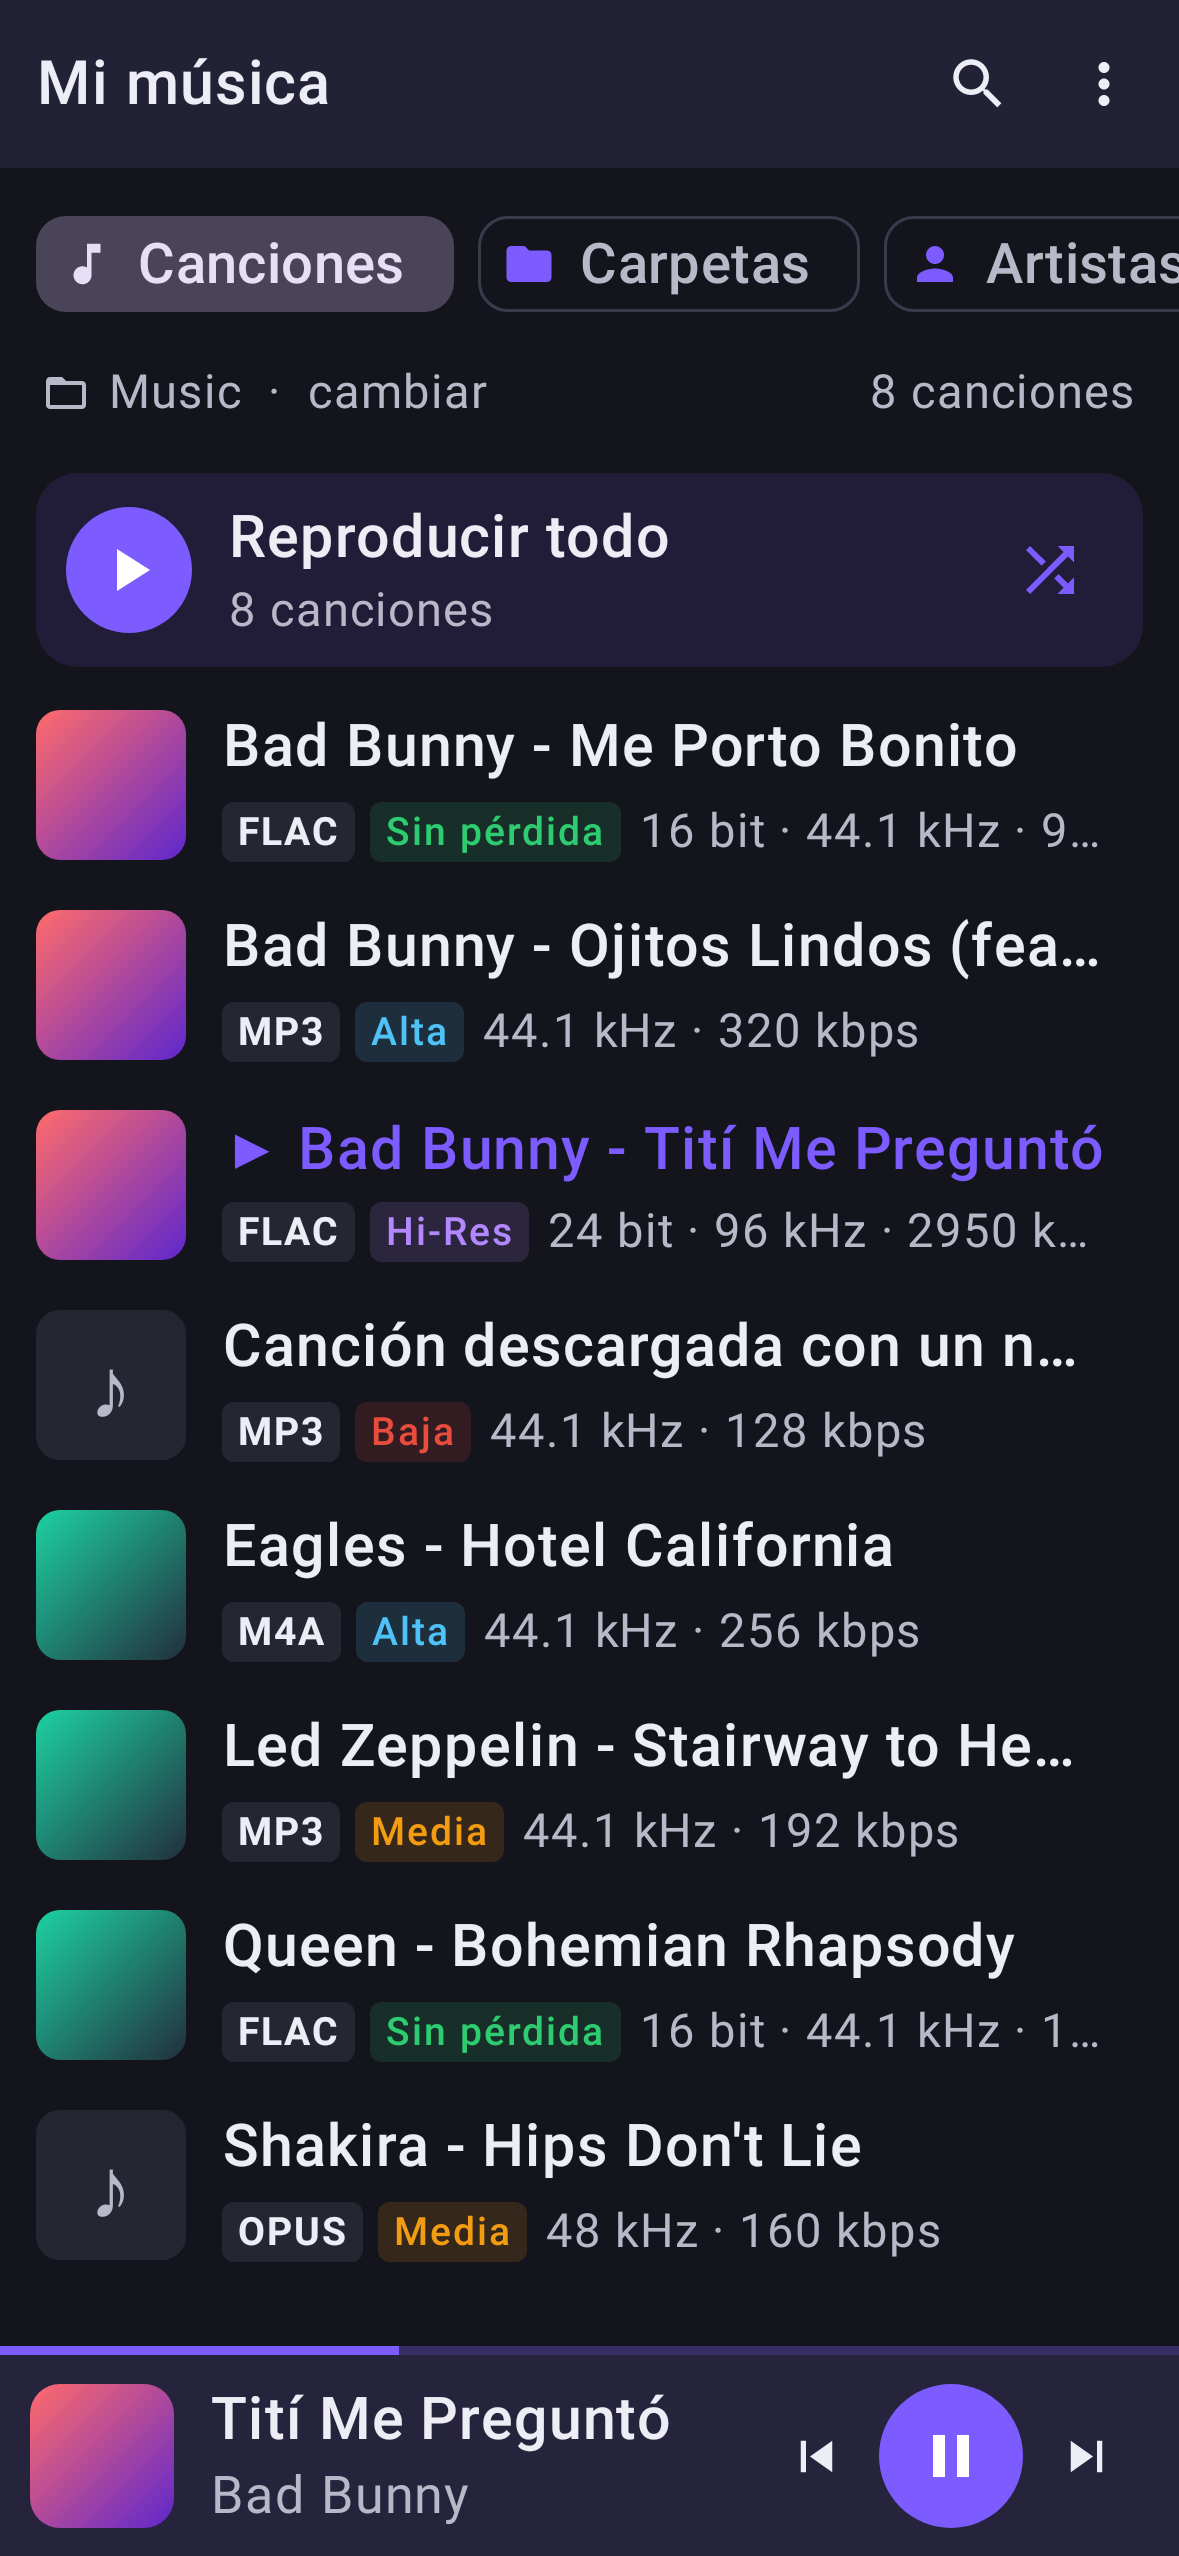 Mi música
Canciones
Carpetas
Artistas
Music · cambiar
8 canciones
Reproducir todo
8 canciones
Bad Bunny - Me Porto Bonito
FLAC Sin pérdida 16 bit · 44.1 kHz · 9…
Bad Bunny - Ojitos Lindos (fea…
MP3 Alta 44.1 kHz · 320 kbps
▶ Bad Bunny - Tití Me Preguntó
FLAC Hi-Res 24 bit · 96 kHz · 2950 k…
Canción descargada con un n…
MP3 Baja 44.1 kHz · 128 kbps
Eagles - Hotel California
M4A Alta 44.1 kHz · 256 kbps
Led Zeppelin - Stairway to He…
MP3 Media 44.1 kHz · 192 kbps
Queen - Bohemian Rhapsody
FLAC Sin pérdida 16 bit · 44.1 kHz · 1…
Shakira - Hips Don't Lie
OPUS Media 48 kHz · 160 kbps
Tití Me Preguntó
Bad Bunny